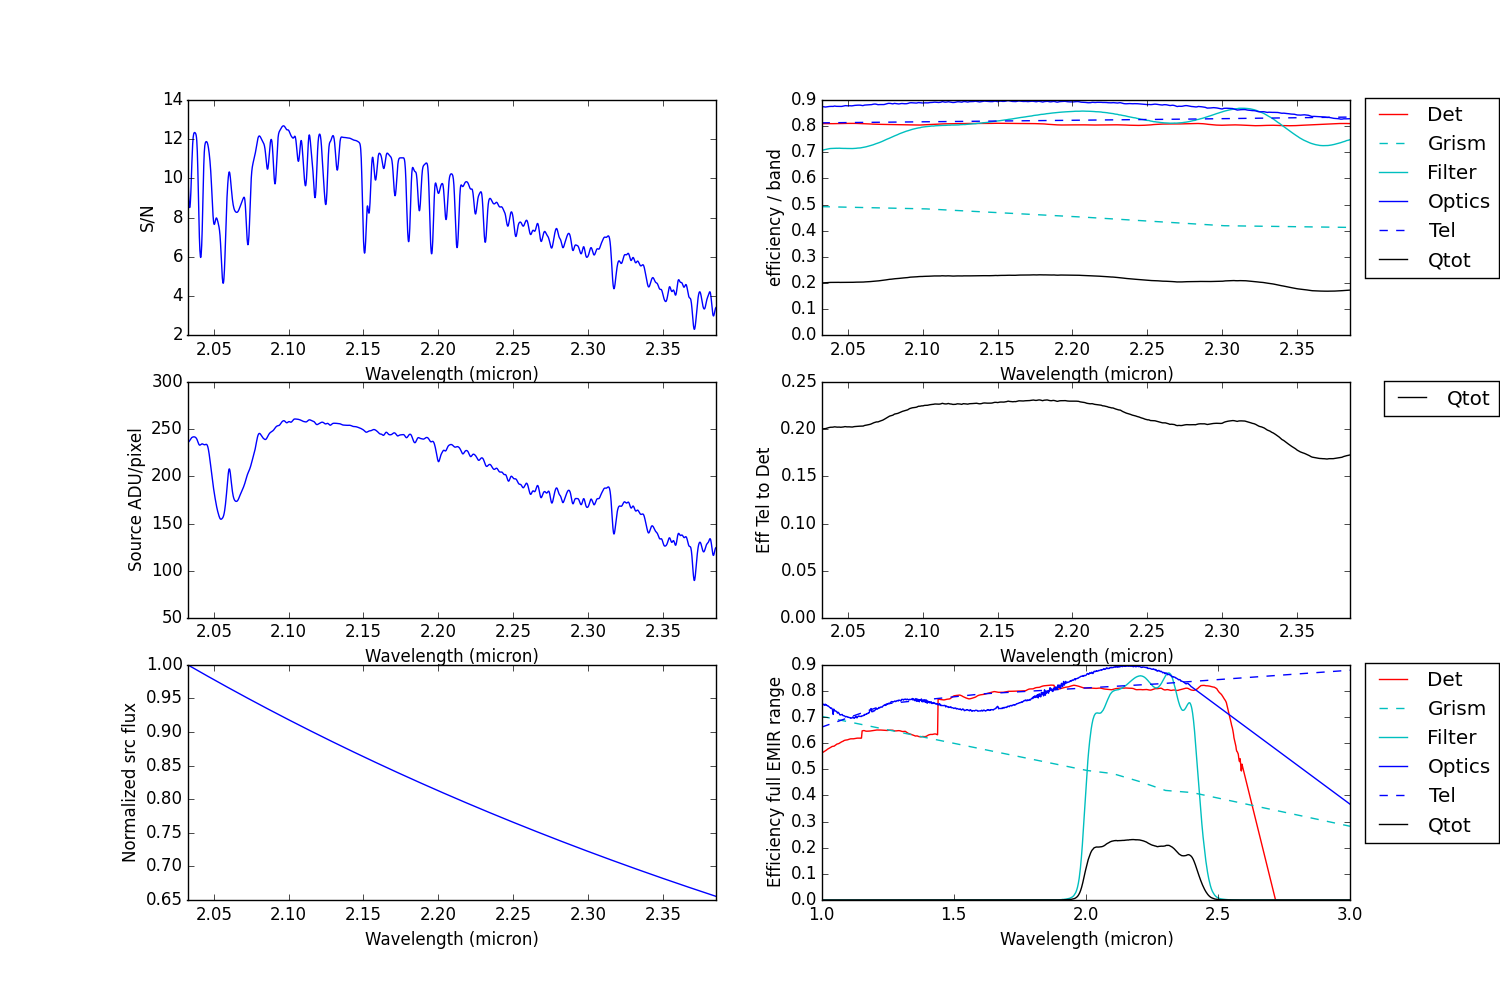 14
12
10
8
6
4
2
S/N
2.05 2.10 2.15 2.20 2.25 2.30 2.35
Wavelength (micron)
0.9
0.8
0.7
0.6
0.5
0.4
0.3
0.2
0.1
0.0
efficiency / band
2.05 2.10 2.15 2.20 2.25 2.30 2.35
Wavelength (micron)
Det
Grism
Filter
Optics
Tel
Qtot
300
250
200
150
100
50
Source ADU/pixel
2.05 2.10 2.15 2.20 2.25 2.30 2.35
Wavelength (micron)
0.25
0.20
0.15
0.10
0.05
0.00
Eff Tel to Det
2.05 2.10 2.15 2.20 2.25 2.30 2.35
Wavelength (micron)
Qtot
1.00
0.95
0.90
0.85
0.80
0.75
0.70
0.65
Normalized src flux
2.05 2.10 2.15 2.20 2.25 2.30 2.35
Wavelength (micron)
0.9
0.8
0.7
0.6
0.5
0.4
0.3
0.2
0.1
0.0
Efficiency full EMIR range
1.0 1.5 2.0 2.5 3.0
Wavelength (micron)
Det
Grism
Filter
Optics
Tel
Qtot